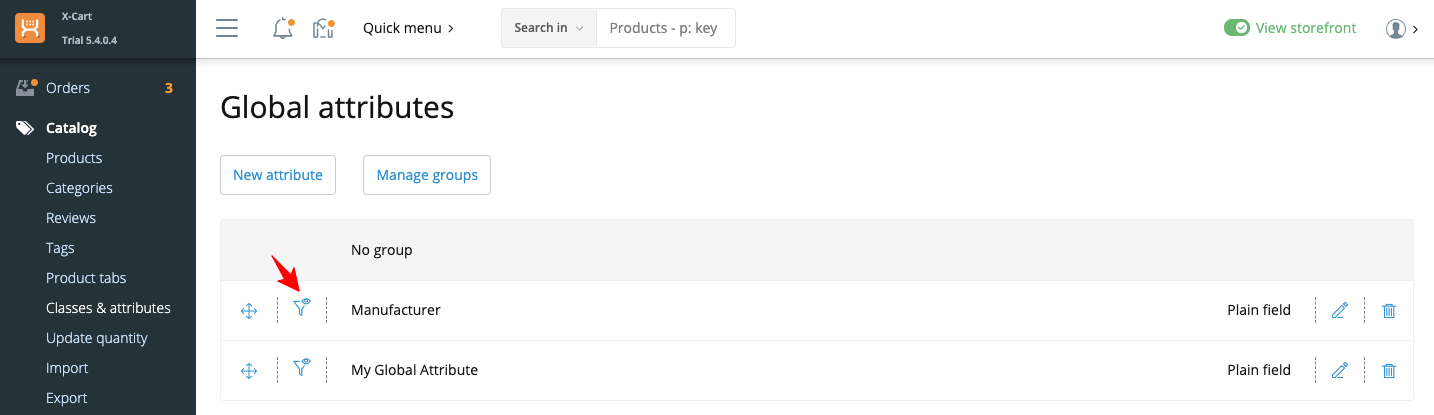 X-Cart
Trial 5.4.0.4
Quick menu
Search in
Products - p: key
View storefront
Orders 3
Catalog
Products
Categories
Reviews
Tags
Product tabs
Classes & attributes
Update quantity
Import
Export
Global attributes
New attribute Manage groups
No group
Manufacturer Plain field
My Global Attribute Plain field